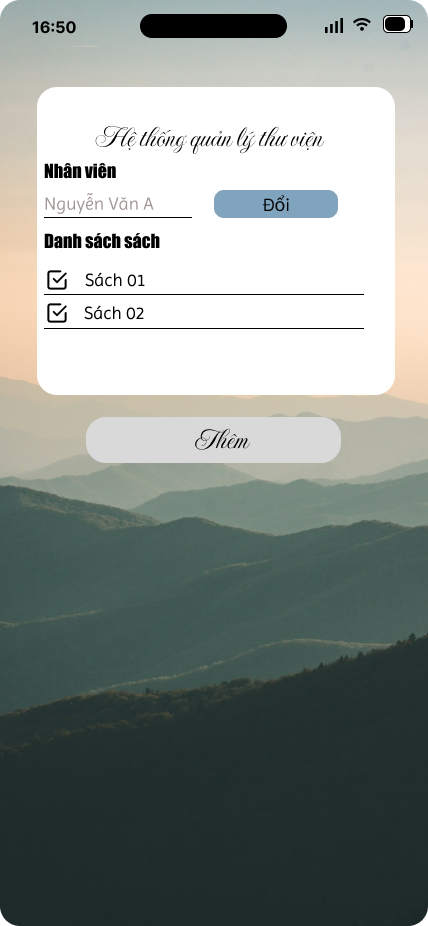 16:50
Hệ thống quản lý thư viện
Nhân viên
Nguyễn Văn A
Đổi
Danh sách sách
Sách 01
Sách 02
Thêm